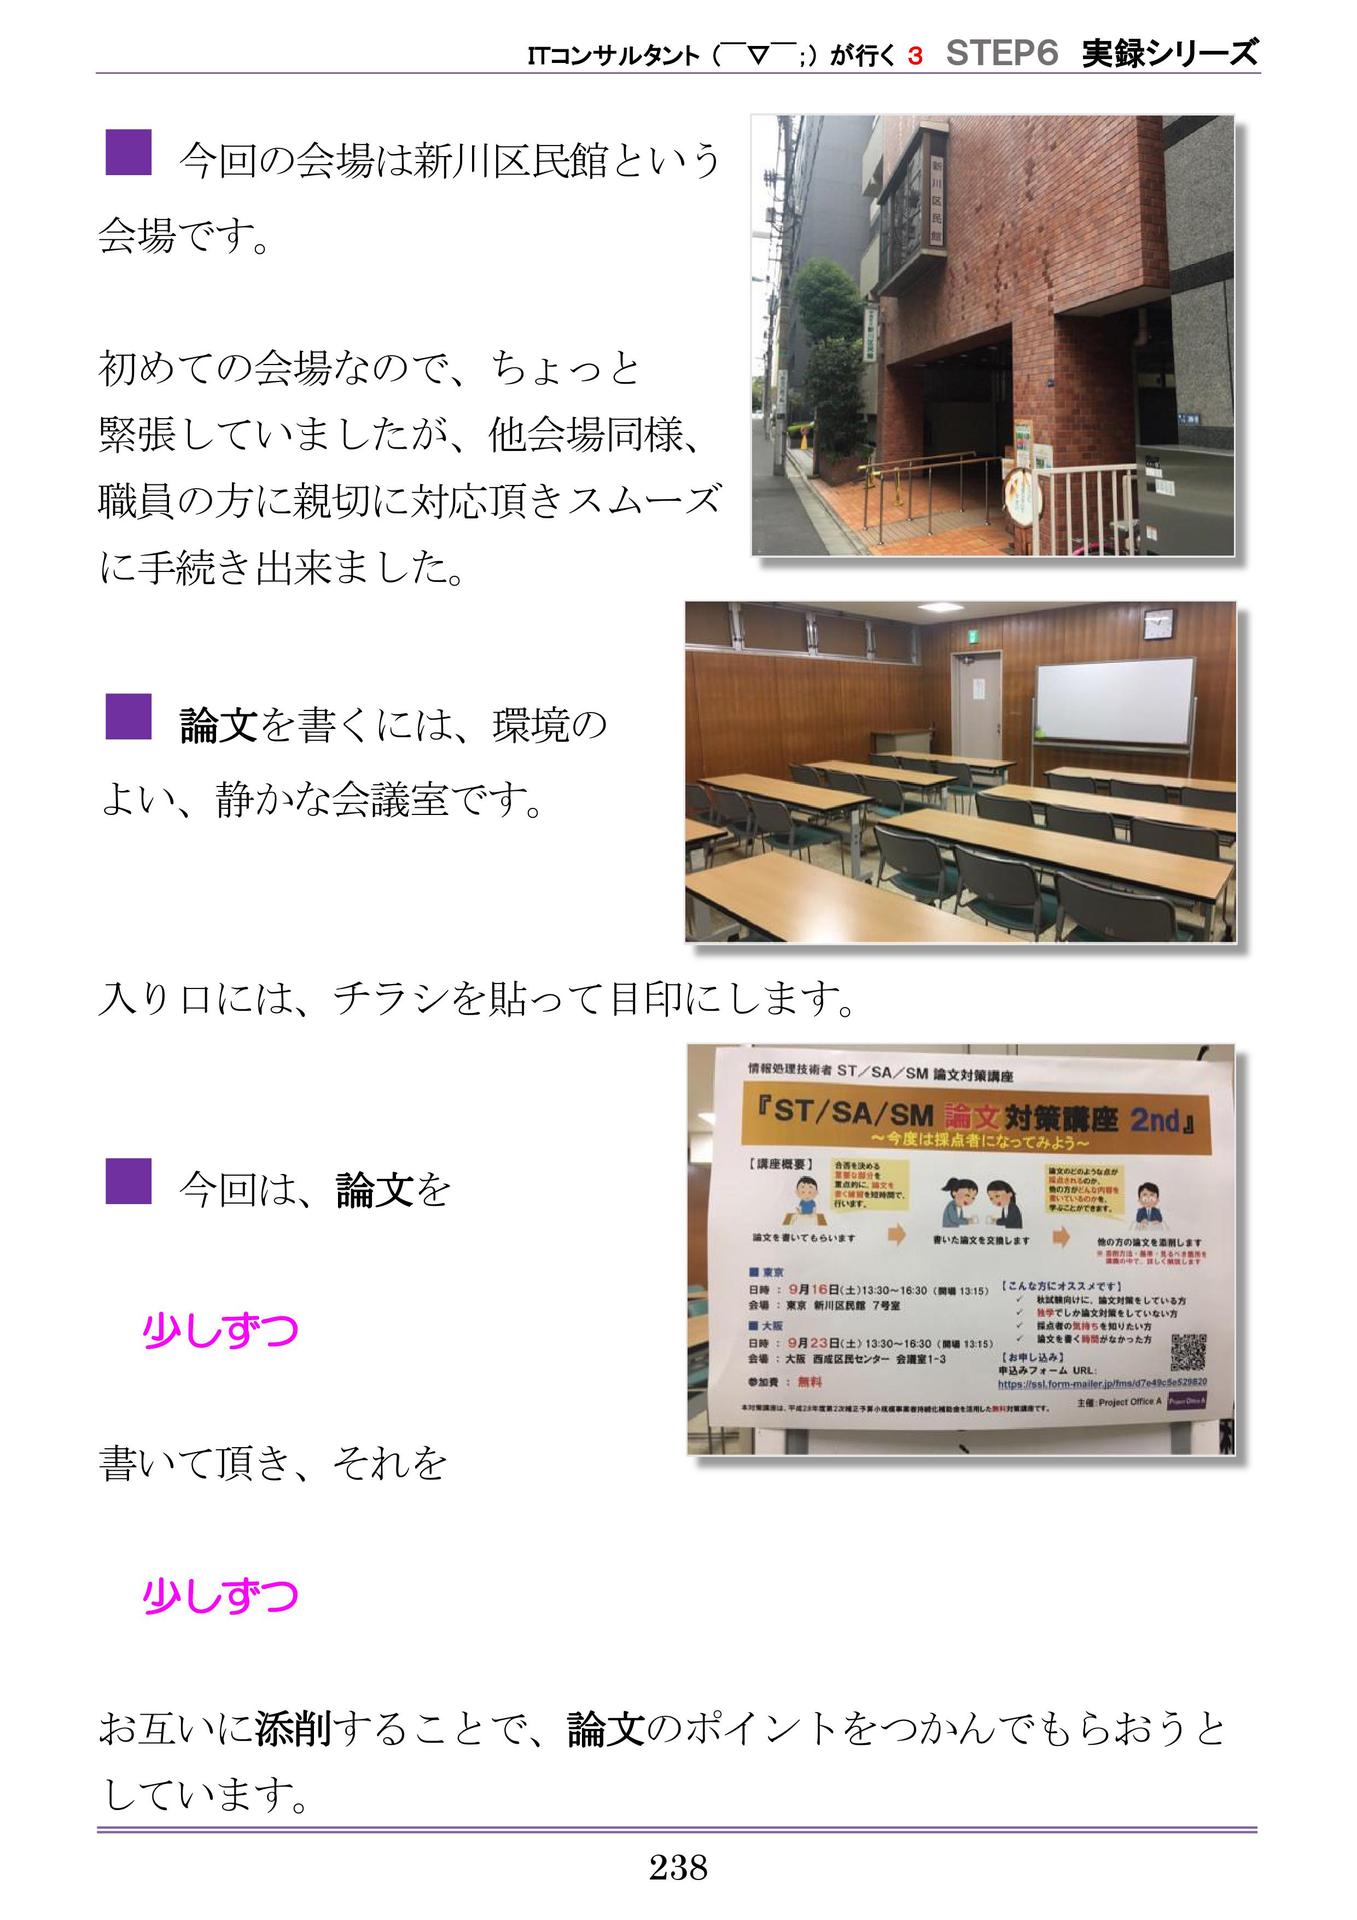 ITコンサルタント（￣▽￣;）が行く 3 STEP6 実録シリーズ
■ 今回の会場は新川区民館という
会場です。
新川区民館
初めての会場なので、ちょっと
緊張していましたが、他会場同様、
職員の方に親切に対応頂きスムーズ
に手続き出来ました。
■ 論文を書くには、環境の
よい、静かな会議室です。
入り口には、チラシを貼って目印にします。
情報処理技術者 ST／SA／SM 論文対策講座
『ST/SA/SM 論文 対策講座 2nd』
～今度は採点者になってみよう～
【講座概要】
合否を決める
重要な部分を
重点的に、論文を
書く練習を短時間で、
行います。
論文のどのような点が
採点されるのか、
他の方がどんな内容を
書いているのかを、
学ぶことができます。
論文を書いてもらいます
書いた論文を交換します
他の方の論文を添削します
※ 添削方法・基準・見るべき箇所を
講義の中で、詳しく解説します
■ 東京
日時 ： 9月16日(土)13:30～16:30 （開場 13:15）
会場 ： 東京 新川区民館 7号室
■ 大阪
日時 ： 9月23日(土) 13:30～16:30 （開場 13:15）
会場 ： 大阪 西成区民センター 会議室1-3
参加費 ： 無料
【こんな方にオススメです】
✓ 秋試験向けに、論文対策をしている方
✓ 独学でしか論文対策をしていない方
✓ 採点者の気持ちを知りたい方
✓ 論文を書く時間がなかった方
【お申し込み】
申込みフォーム URL:
https://ssl.form-mailer.jp/fms/d7e49c5e529820
主催：Project Office A
Project Office A
本対策講座は、平成28年度第2次補正予算小規模事業者持続化補助金を活用した無料対策講座です。
■ 今回は、論文を
少しずつ
書いて頂き、それを
少しずつ
お互いに添削することで、論文のポイントをつかんでもらおうと
しています。
238